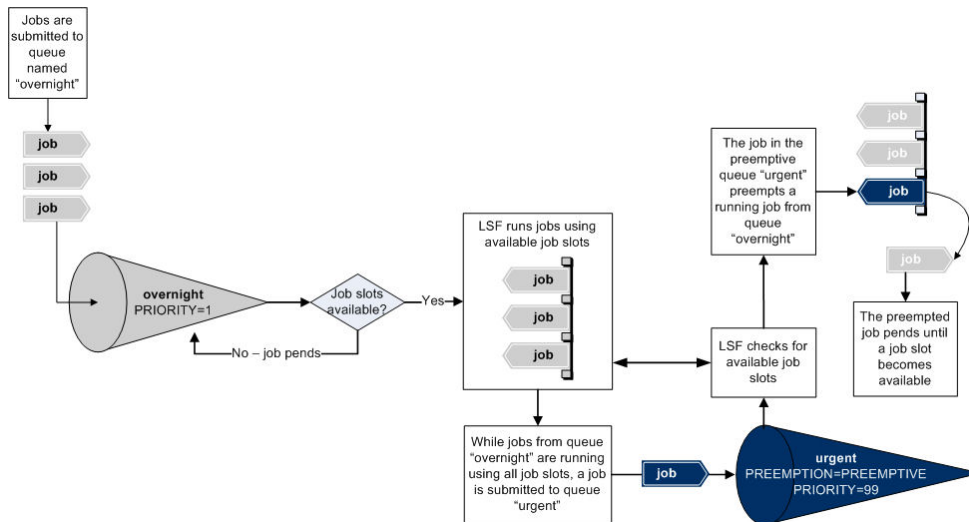 Jobs are
submitted to
queue
named
“overnight”
job
job
job
overnight
PRIORITY=1
Job slots
available?
Yes
No – job pends
LSF runs jobs using
available job slots
job
job
job
While jobs from queue
“overnight” are running
using all job slots, a job
is submitted to queue
“urgent”
job
urgent
PREEMPTION=PREEMPTIVE
PRIORITY=99
LSF checks for
available job
slots
The job in the
preemptive
queue “urgent”
preempts a
running job from
queue
“overnight”
job
job
job
job
The preempted
job pends until
a job slot
becomes
available